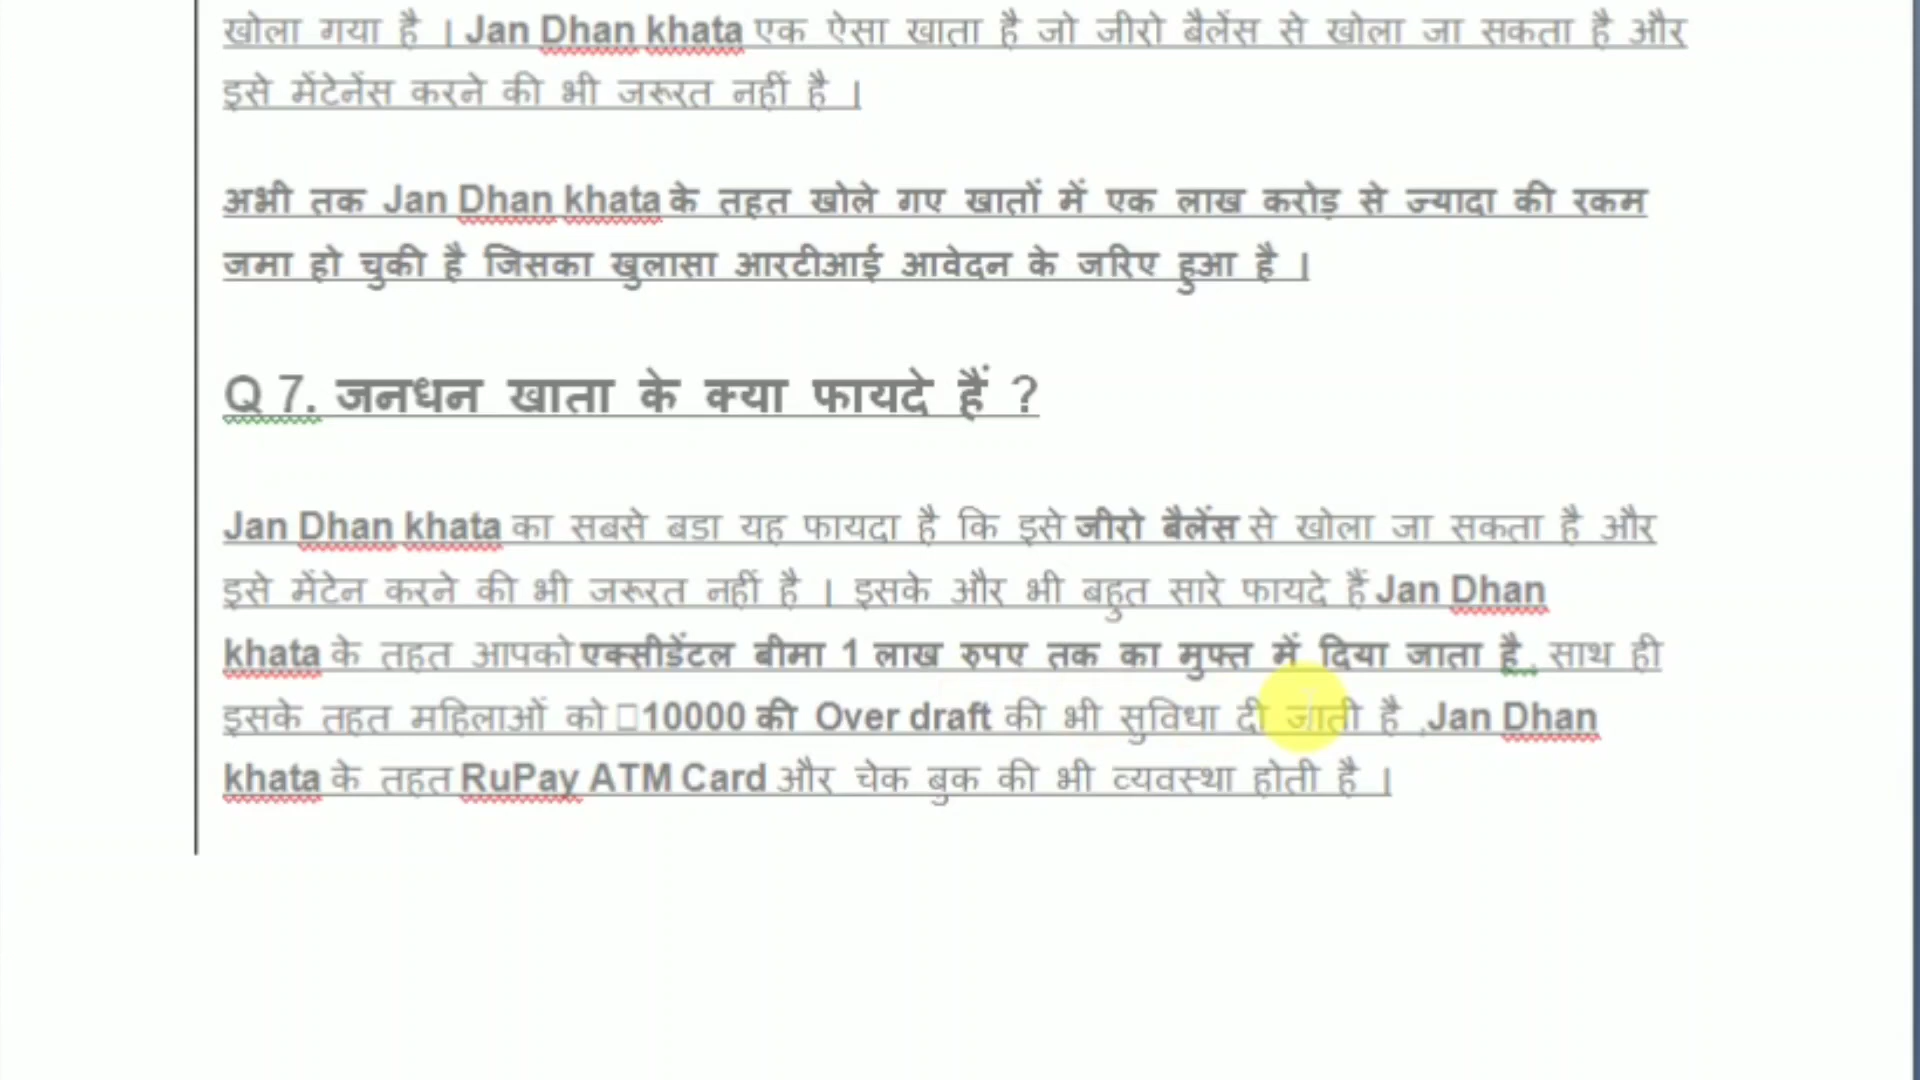 खोला गया है । Jan Dhan khata एक ऐसा खाता है जो जीरो बैलेंस से खोला जा सकता है और
इसे मेंटेनेंस करने की भी जरूरत नहीं है ।
अभी तक Jan Dhan khata के तहत खोले गए खातों में एक लाख करोड़ से ज्यादा की रकम
जमा हो चुकी है जिसका खुलासा आरटीआई आवेदन के जरिए हुआ है ।
Q 7. जनधन खाता के क्या फायदे हैं ?
Jan Dhan khata का सबसे बडा यह फायदा है कि इसे जीरो बैलेंस से खोला जा सकता है और
इसे मेंटेन करने की भी जरूरत नहीं है । इसके और भी बहुत सारे फायदे हैं Jan Dhan
khata के तहत आपको एक्सीडेंटल बीमा 1 लाख रुपए तक का मुफ्त में दिया जाता है, साथ ही
इसके तहत महिलाओं को □10000 की Over draft की भी सुविधा दी जाती है ,Jan Dhan
khata के तहत RuPay ATM Card और चेक बुक की भी व्यवस्था होती है ।